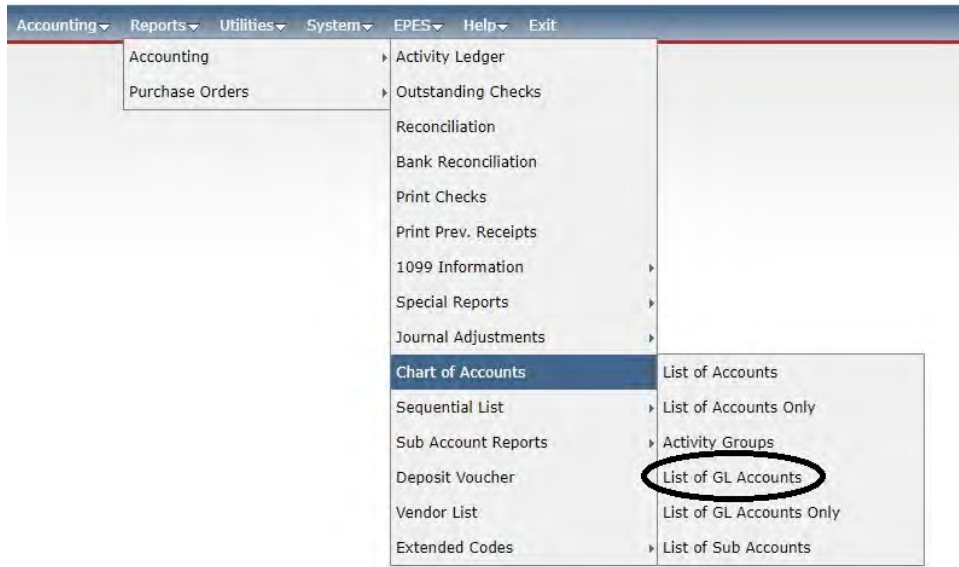 Accounting Reports Utilities System EPES Help Exit
Accounting
Purchase Orders
Activity Ledger
Outstanding Checks
Reconciliation
Bank Reconciliation
Print Checks
Print Prev. Receipts
1099 Information
Special Reports
Journal Adjustments
Chart of Accounts
Sequential List
Sub Account Reports
Deposit Voucher
Vendor List
Extended Codes
List of Accounts
List of Accounts Only
Activity Groups
List of GL Accounts
List of GL Accounts Only
List of Sub Accounts